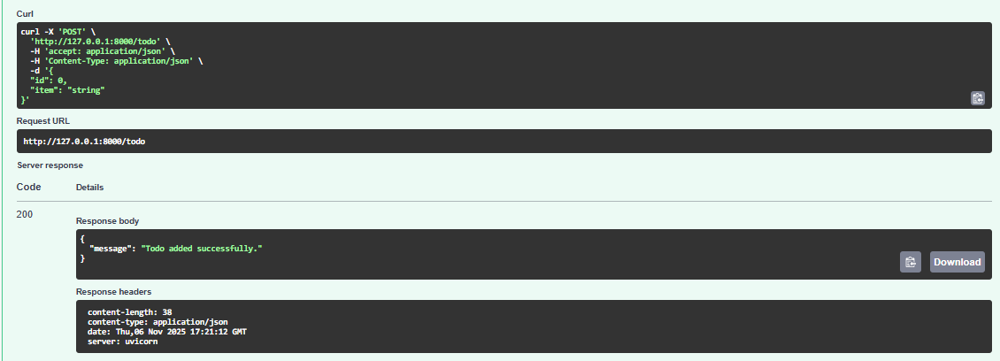 Curl
curl -X 'POST' \
  'http://127.0.0.1:8000/todo' \
  -H 'accept: application/json' \
  -H 'Content-Type: application/json' \
  -d '{
  "id": 0,
  "item": "string"
}'
Request URL
http://127.0.0.1:8000/todo
Server response
Code Details
200
Response body
{
  "message": "Todo added successfully."
}
Download
Response headers
content-length: 38
content-type: application/json
date: Thu,06 Nov 2025 17:21:12 GMT
server: uvicorn